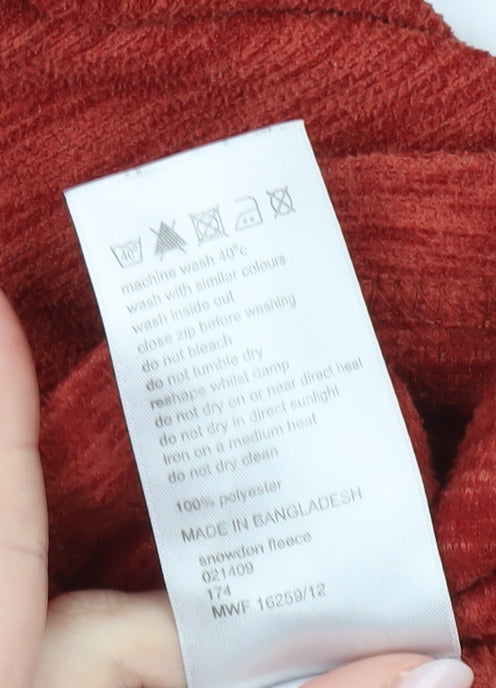 40°
machine wash 40°c
wash with similar colours
wash inside out
close zip before washing
do not bleach
do not tumble dry
reshape whilst damp
do not dry on or near direct heat
do not dry in direct sunlight
Iron on a medium heat
do not dry clean
100% polyester
MADE IN BANGLADESH
snowdon fleece
021409
174
MWF 16259/12